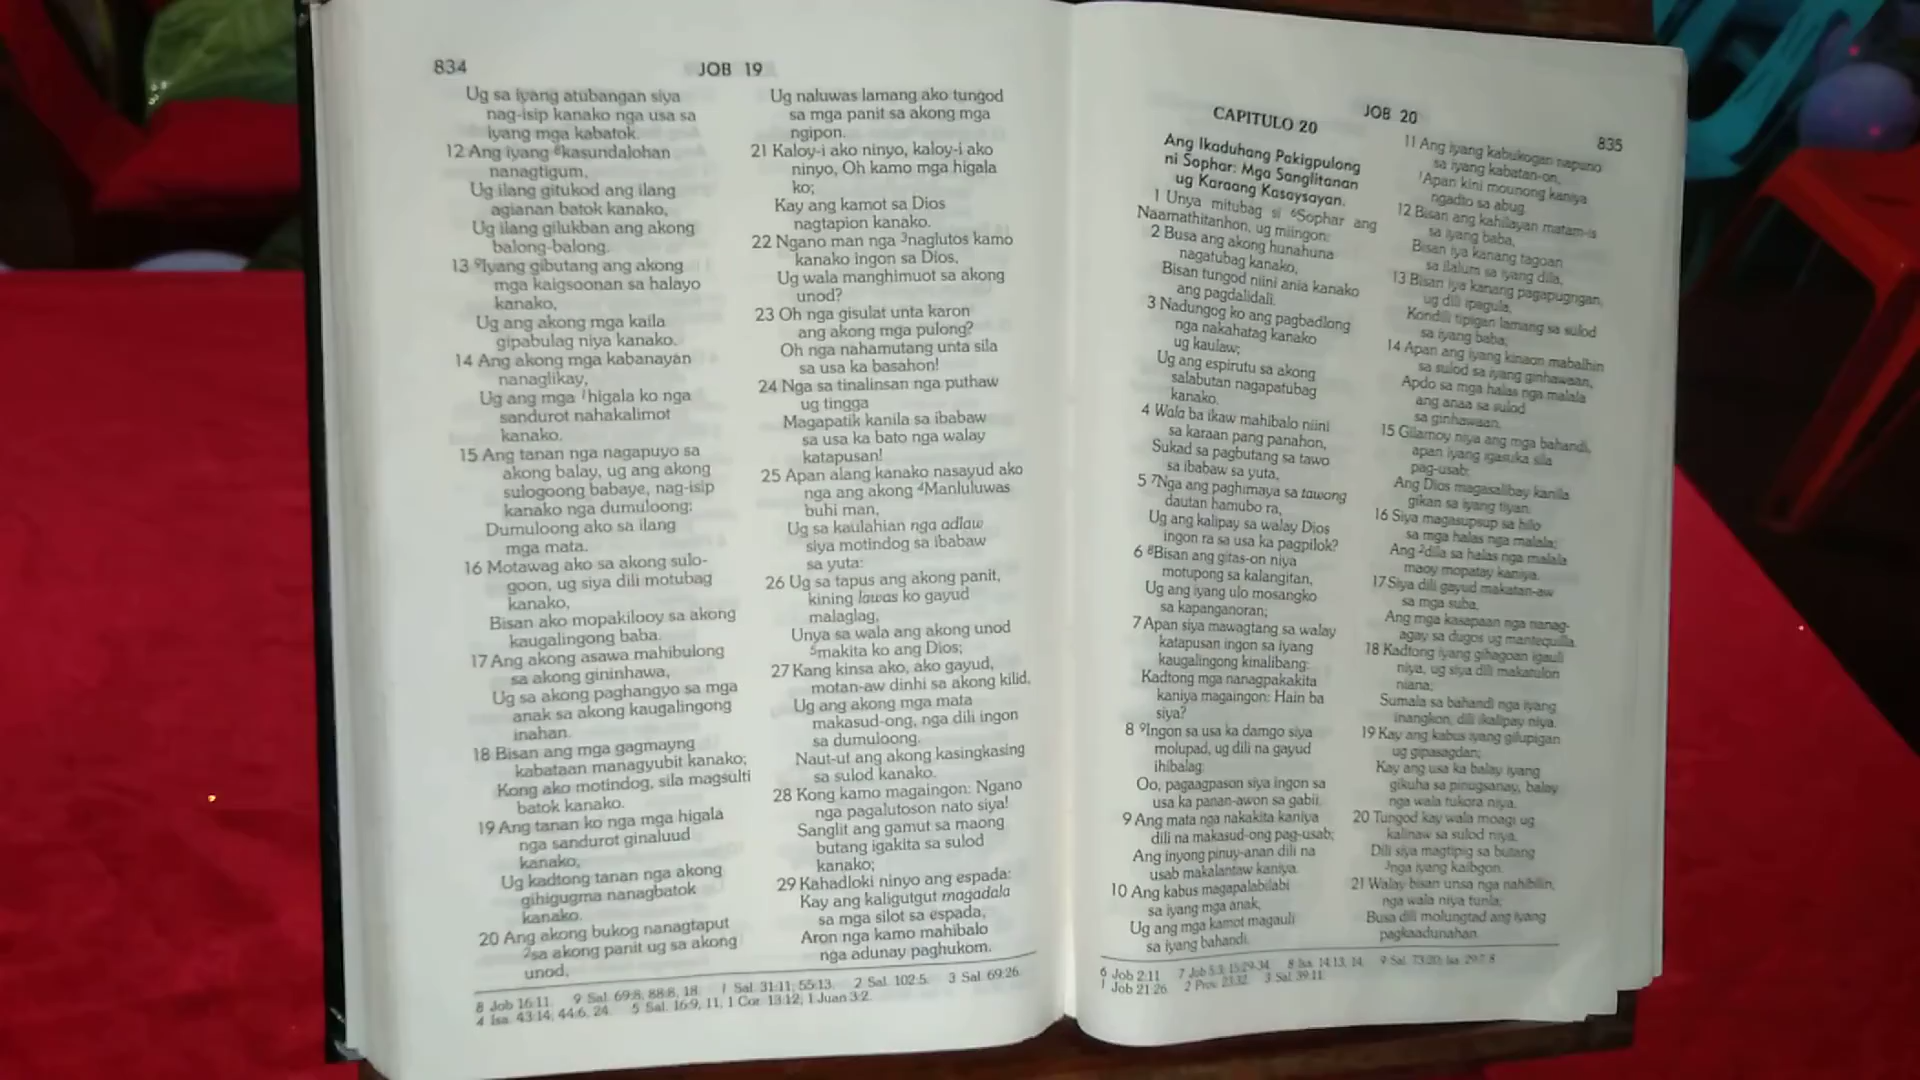 834
JOB 19
Ug sa iyang atubangan siya
nag-isip kanako nga usa sa
iyang mga kabatok.
12 Ang iyang 8kasundalohan
nanagtigum,
Ug ilang gitukod ang ilang
agianan batok kanako,
Ug ilang gilukban ang akong
balong-balong.
13 9Iyang gibutang ang akong
mga kaigsoonan sa halayo
kanako,
Ug ang akong mga kaila
gipabulag niya kanako.
14 Ang akong mga kabanayan
nanaglikay,
Ug ang mga 1higala ko nga
sandurot nahakalimot
kanako.
15 Ang tanan nga nagapuyo sa
akong balay, ug ang akong
sulogoong babaye, nag-isip
kanako nga dumuloong:
Dumuloong ako sa ilang
mga mata.
16 Motawag ako sa akong sulo-
goon, ug siya dili motubag
kanako,
Bisan ako mopakilooy sa akong
kaugalingong baba.
17 Ang akong asawa mahibulong
sa akong gininhawa,
Ug sa akong paghangyo sa mga
anak sa akong kaugalingong
inahan.
18 Bisan ang mga gagmayng
kabataan managyubit kanako;
Kong ako motindog, sila magsulti
batok kanako.
19 Ang tanan ko nga mga higala
nga sandurot ginaluud
kanako,
Ug kadtong tanan nga akong
gihigugma nanagbatok
kanako.
20 Ang akong bukog nanagtaput
2sa akong panit ug sa akong
unod,
Ug naluwas lamang ako tungod
sa mga panit sa akong mga
ngipon.
21 Kaloy-i ako ninyo, kaloy-i ako
ninyo, Oh kamo mga higala
ko;
Kay ang kamot sa Dios
nagtapion kanako.
22 Ngano man nga 3naglutos kamo
kanako ingon sa Dios,
Ug wala manghimuot sa akong
unod?
23 Oh nga gisulat unta karon
ang akong mga pulong?
Oh nga nahamutang unta sila
sa usa ka basahon!
24 Nga sa tinalinsan nga puthaw
ug tingga
Magapatik kanila sa ibabaw
sa usa ka bato nga walay
katapusan!
25 Apan alang kanako nasayud ako
nga ang akong 4Manluluwas
buhi man,
Ug sa kaulahian nga adlaw
siya motindog sa ibabaw
sa yuta:
26 Ug sa tapus ang akong panit,
kining lawas ko gayud
malaglag,
Unya sa wala ang akong unod
5makita ko ang Dios;
27 Kang kinsa ako, ako gayud,
motan-aw dinhi sa akong kilid,
Ug ang akong mga mata
makasud-ong, nga dili ingon
sa dumuloong.
Naut-ut ang akong kasingkasing
sa sulod kanako.
28 Kong kamo magaingon: Ngano
nga pagalutoson nato siya!
Sanglit ang gamut sa maong
butang igakita sa sulod
kanako;
29 Kahadloki ninyo ang espada:
Kay ang kaligutgut magadala
sa mga silot sa espada,
Aron nga kamo mahibalo
nga adunay paghukom.
8 Job 16:11. 9 Sal. 69:8, 88:8, 18. 1 Sal. 31:11; 55:13. 2 Sal. 102:5. 3 Sal. 69:26.
4 Isa. 43:14; 44:6, 24. 5 Sal. 16:9, 11; 1 Cor. 13:12; 1 Juan 3:2.
JOB 20
835
CAPITULO 20
Ang Ikaduhang Pakigpulong
ni Sophar: Mga Sanglitanan
ug Karaang Kasaysayan.
1 Unya mitubag si 6Sophar ang
Naamathitanhon, ug miingon:
2 Busa ang akong hunahuna
nagatubag kanako,
Bisan tungod niini ania kanako
ang pagdalidali.
3 Nadungog ko ang pagbadlong
nga nakahatag kanako
ug kaulaw;
Ug ang espirutu sa akong
salabutan nagapatubag
kanako.
4 Wala ba ikaw mahibalo niini
sa karaan pang panahon,
Sukad sa pagbutang sa tawo
sa ibabaw sa yuta,
5 7Nga ang paghimaya sa tawong
dautan hamubo ra,
Ug ang kalipay sa walay Dios
ingon ra sa usa ka pagpilok?
6 8Bisan ang gitas-on niya
motupong sa kalangitan,
Ug ang iyang ulo mosangko
sa kapanganoran;
7 Apan siya mawagtang sa walay
katapusan ingon sa iyang
kaugalingong kinalibang:
Kadtong mga nanagpakakita
kaniya magaingon: Hain ba
siya?
8 9Ingon sa usa ka damgo siya
molupad, ug dili na gayud
ihibalag:
Oo, pagaagpason siya ingon sa
usa ka panan-awon sa gabii.
9 Ang mata nga nakakita kaniya
dili na makasud-ong pag-usab;
Ang inyong pinuy-anan dili na
usab makalantaw kaniya.
10 Ang kabus magapalabilabi
sa iyang mga anak,
Ug ang mga kamot magauli
sa iyang bahandi.
11 Ang iyang kabukogan napuno
sa iyang kabatan-on,
1Apan kini mounong kaniya
ngadto sa abug.
12 Bisan ang kahilayan matam-is
sa iyang baba,
Bisan iya kanang tagoan
sa ilalum sa iyang dila,
13 Bisan iya kanang pagapugngan,
ug dili ipagula,
Kondili tipigan lamang sa sulod
sa iyang baba;
14 Apan ang iyang kinaon mabalhin
sa sulod sa iyang ginhawaan,
Apdo sa mga halas nga malala
ang anaa sa sulod
sa ginhawaan.
15 Gilamoy niya ang mga bahandi,
apan iyang igasuka sila
pag-usab:
Ang Dios magasalibay kanila
gikan sa iyang tiyan.
16 Siya magasupsup sa hilo
sa mga halas nga malala;
Ang 2dila sa halas nga malala
maoy mopatay kaniya.
17 Siya dili gayud makatan-aw
sa mga suba,
Ang mga kasapaan nga nanag-
agay sa dugos ug mantequilla.
18 Kadtong iyang gihagoan igauli
niya, ug siya dili makatulon
niana;
Sumala sa bahandi nga iyang
inangkon, dili ikalipay niya.
19 Kay ang kabus iyang gilupigan
ug gipasagdan;
Kay ang usa ka balay iyang
gikuha sa pinugsanay, balay
nga wala tukora niya.
20 Tungod kay wala moagi ug
kalinaw sa sulod niya,
Dili siya magtipig sa butang
3nga iyang kaibgon.
21 Walay bisan unsa nga nahibilin,
nga wala niya tunla;
Busa dili molungtad ang iyang
pagkaadunahan.
6 Job 2:11. 7 Job 5:3; 15:29-34. 8 Isa. 14:13, 14. 9 Sal. 73:20; Isa. 29:7, 8.
1 Job 21:26. 2 Prov. 23:32. 3 Sal. 39:11.